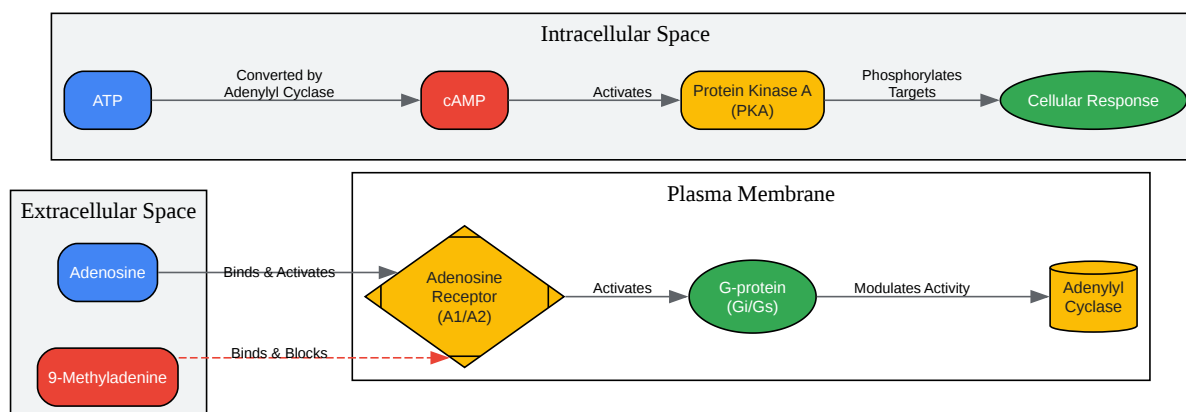 Intracellular Space
ATP
Converted by
Adenylyl Cyclase
cAMP
Activates
Protein Kinase A
(PKA)
Phosphorylates
Targets
Cellular Response
Extracellular Space
Adenosine
Binds & Activates
9-Methyladenine
Binds & Blocks
Plasma Membrane
Adenosine
Receptor
(A1/A2)
Activates
G-protein
(Gi/Gs)
Modulates Activity
Adenylyl
Cyclase